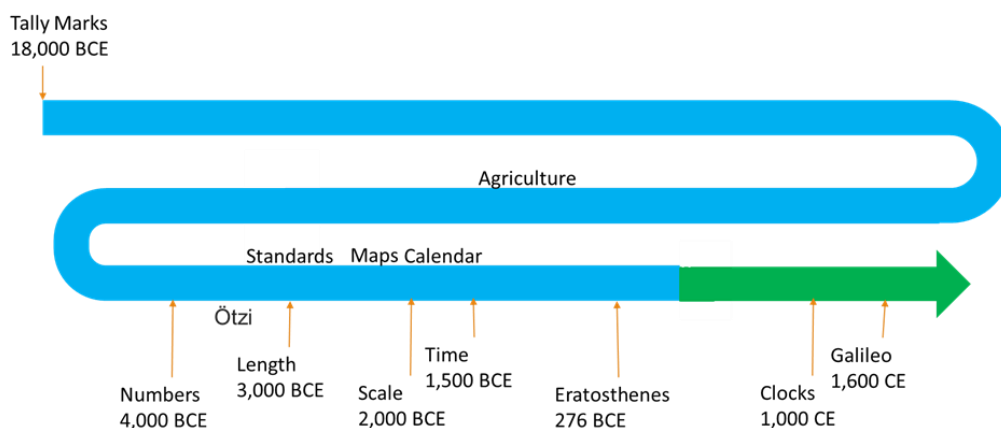 Tally Marks
18,000 BCE
Agriculture
Standards Maps Calendar
Ötzi
Numbers
4,000 BCE
Length
3,000 BCE
Scale
2,000 BCE
Time
1,500 BCE
Eratosthenes
276 BCE
Clocks
1,000 CE
Galileo
1,600 CE